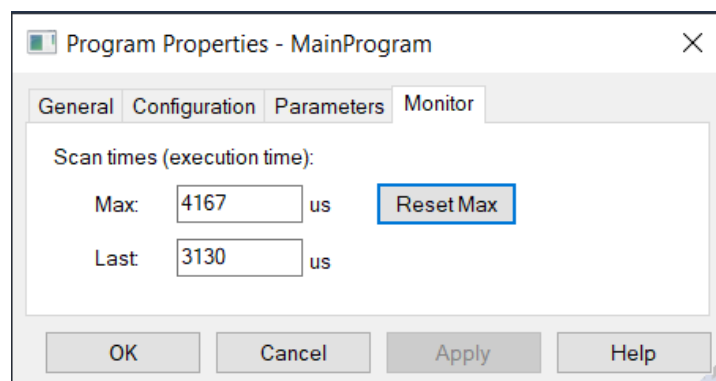 Program Properties - MainProgram
General Configuration Parameters Monitor
Scan times (execution time):
Max: 4167 us Reset Max
Last: 3130 us
OK Cancel Apply Help